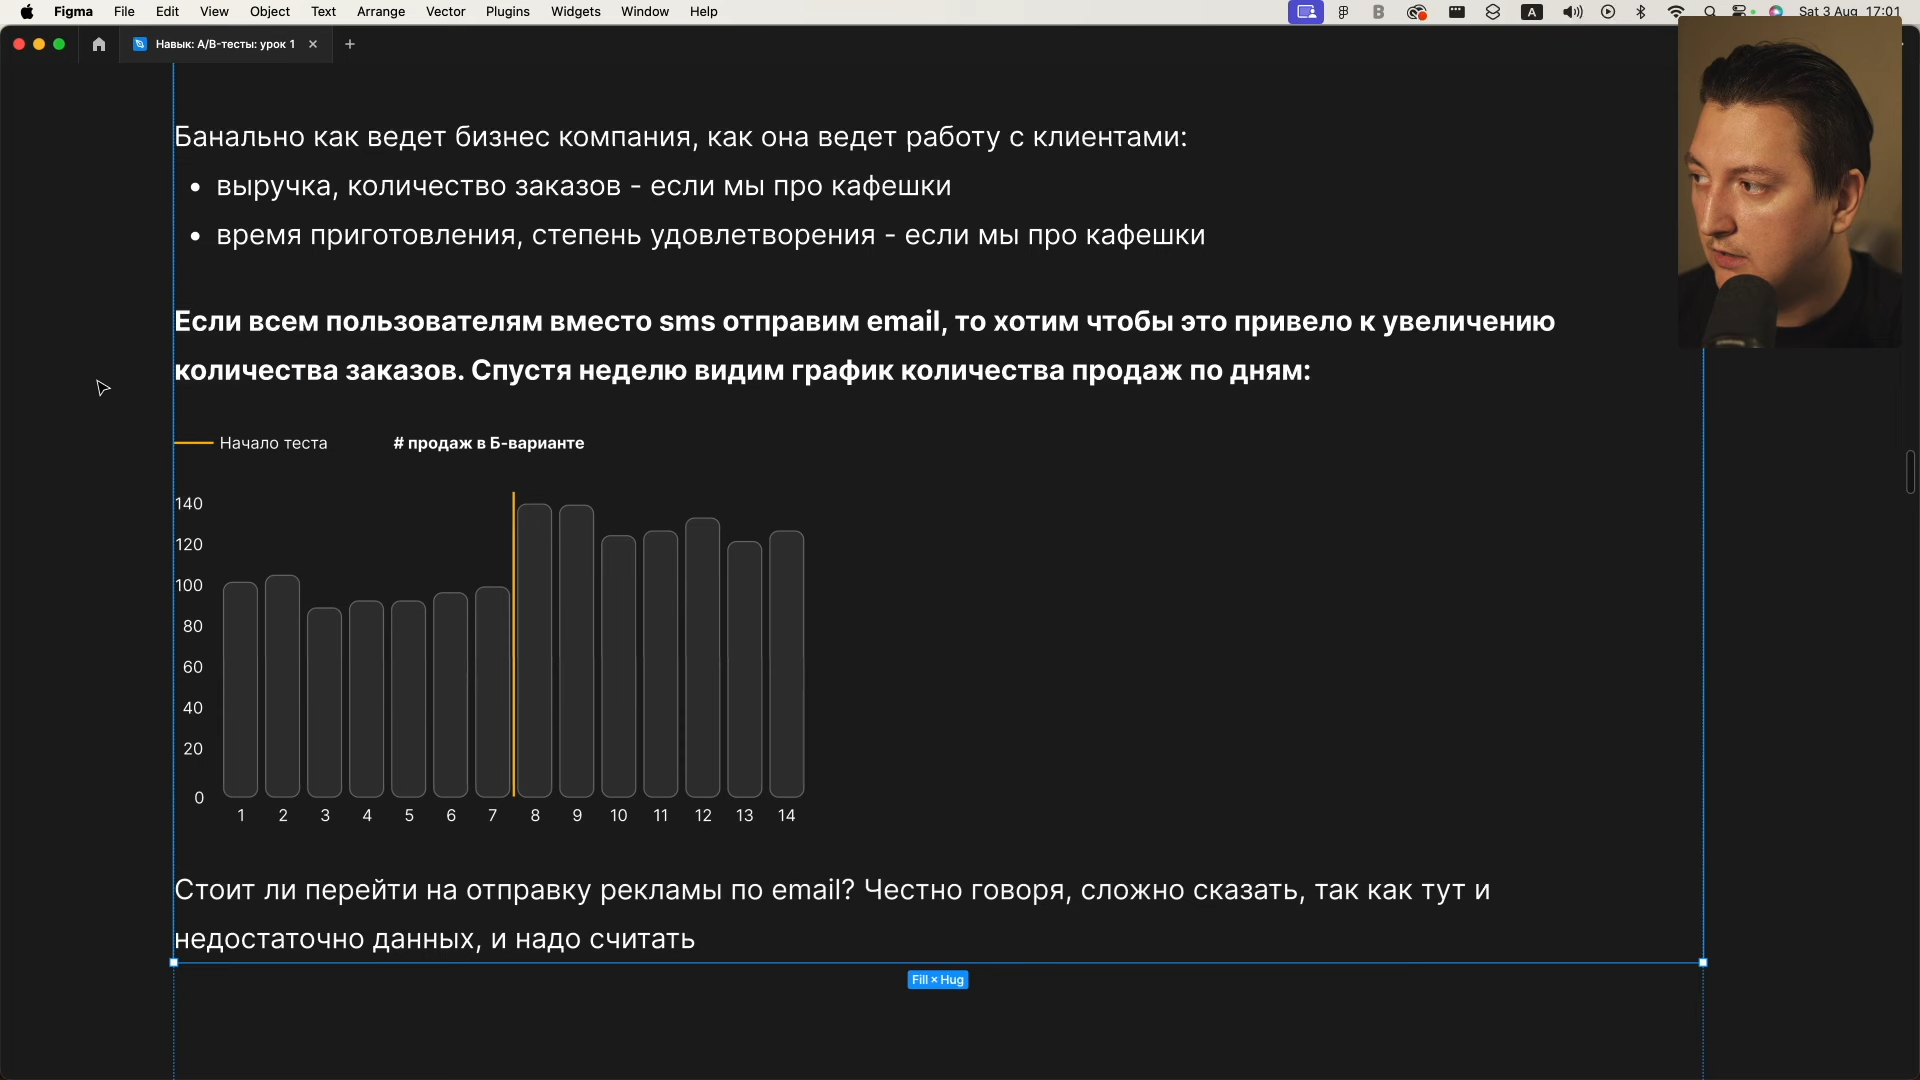 Figma File Edit View Object Text Arrange Vector Plugins Widgets Window Help
A
Sat 3 Aug 17:01
Навык: A/B-тесты: урок 1
Банально как ведет бизнес компания, как она ведет работу с клиентами:
• выручка, количество заказов - если мы про кафешки
• время приготовления, степень удовлетворения - если мы про кафешки
Если всем пользователям вместо sms отправим email, то хотим чтобы это привело к увеличению
количества заказов. Спустя неделю видим график количества продаж по дням:
Начало теста # продаж в Б-варианте
140
120
100
80
60
40
20
0
1 2 3 4 5 6 7 8 9 10 11 12 13 14
Стоит ли перейти на отправку рекламы по email? Честно говоря, сложно сказать, так как тут и
недостаточно данных, и надо считать
Fill × Hug